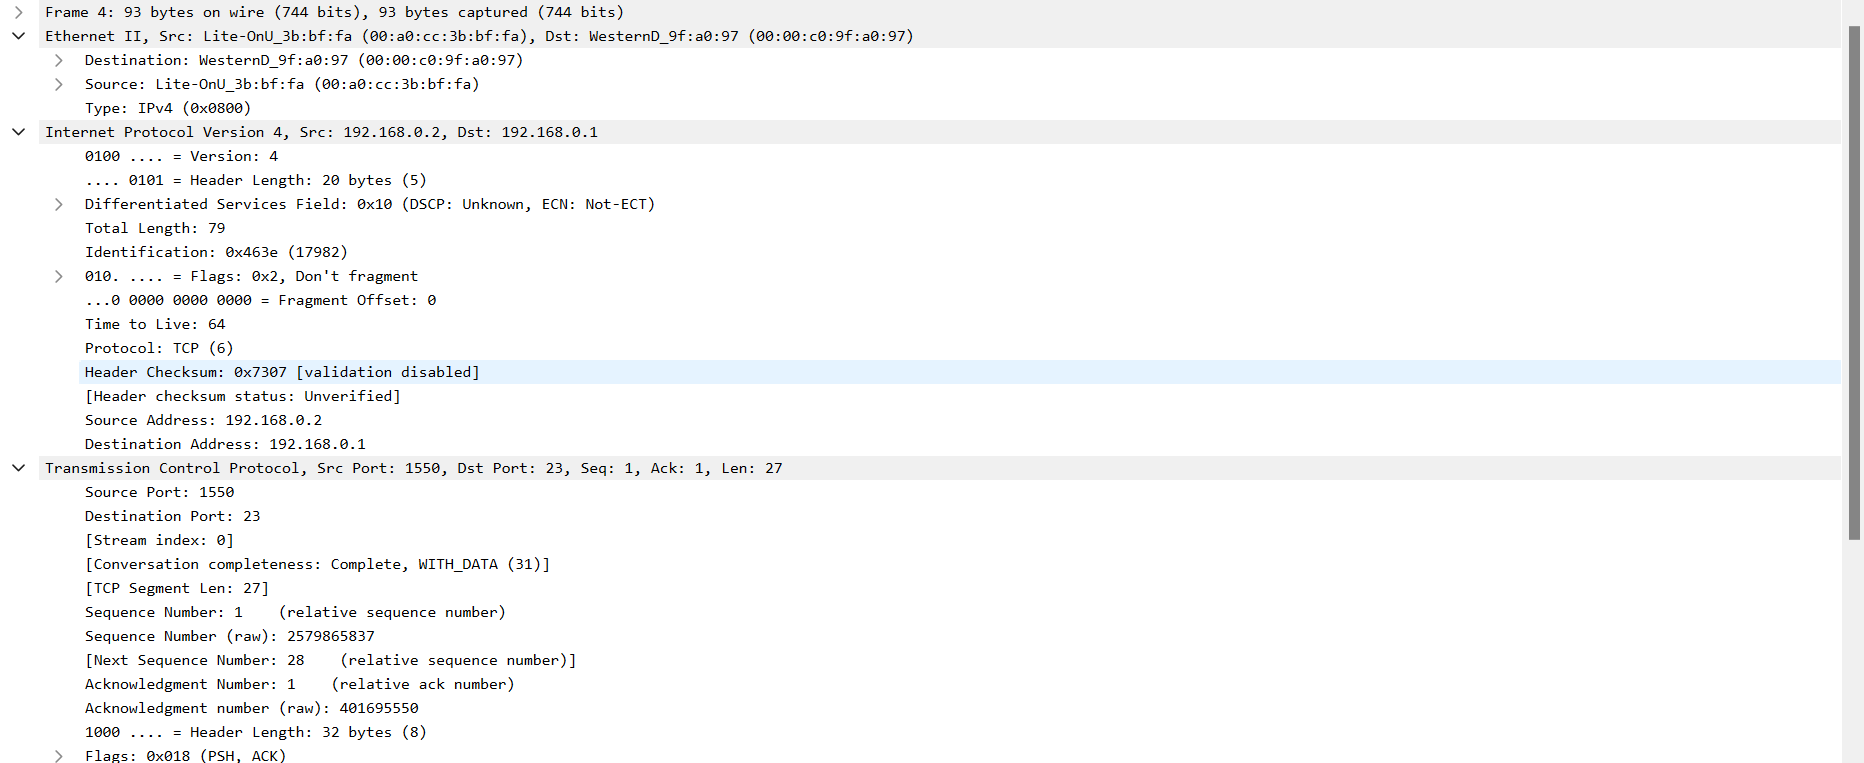 Frame 4: 93 bytes on wire (744 bits), 93 bytes captured (744 bits)
Ethernet II, Src: Lite-OnU_3b:bf:fa (00:a0:cc:3b:bf:fa), Dst: WesternD_9f:a0:97 (00:00:c0:9f:a0:97)
Destination: WesternD_9f:a0:97 (00:00:c0:9f:a0:97)
Source: Lite-OnU_3b:bf:fa (00:a0:cc:3b:bf:fa)
Type: IPv4 (0x0800)
Internet Protocol Version 4, Src: 192.168.0.2, Dst: 192.168.0.1
0100 .... = Version: 4
.... 0101 = Header Length: 20 bytes (5)
Differentiated Services Field: 0x10 (DSCP: Unknown, ECN: Not-ECT)
Total Length: 79
Identification: 0x463e (17982)
010. .... = Flags: 0x2, Don't fragment
...0 0000 0000 0000 = Fragment Offset: 0
Time to Live: 64
Protocol: TCP (6)
Header Checksum: 0x7307 [validation disabled]
[Header checksum status: Unverified]
Source Address: 192.168.0.2
Destination Address: 192.168.0.1
Transmission Control Protocol, Src Port: 1550, Dst Port: 23, Seq: 1, Ack: 1, Len: 27
Source Port: 1550
Destination Port: 23
[Stream index: 0]
[Conversation completeness: Complete, WITH_DATA (31)]
[TCP Segment Len: 27]
Sequence Number: 1    (relative sequence number)
Sequence Number (raw): 2579865837
[Next Sequence Number: 28    (relative sequence number)]
Acknowledgment Number: 1    (relative ack number)
Acknowledgment number (raw): 401695550
1000 .... = Header Length: 32 bytes (8)
Flags: 0x018 (PSH, ACK)